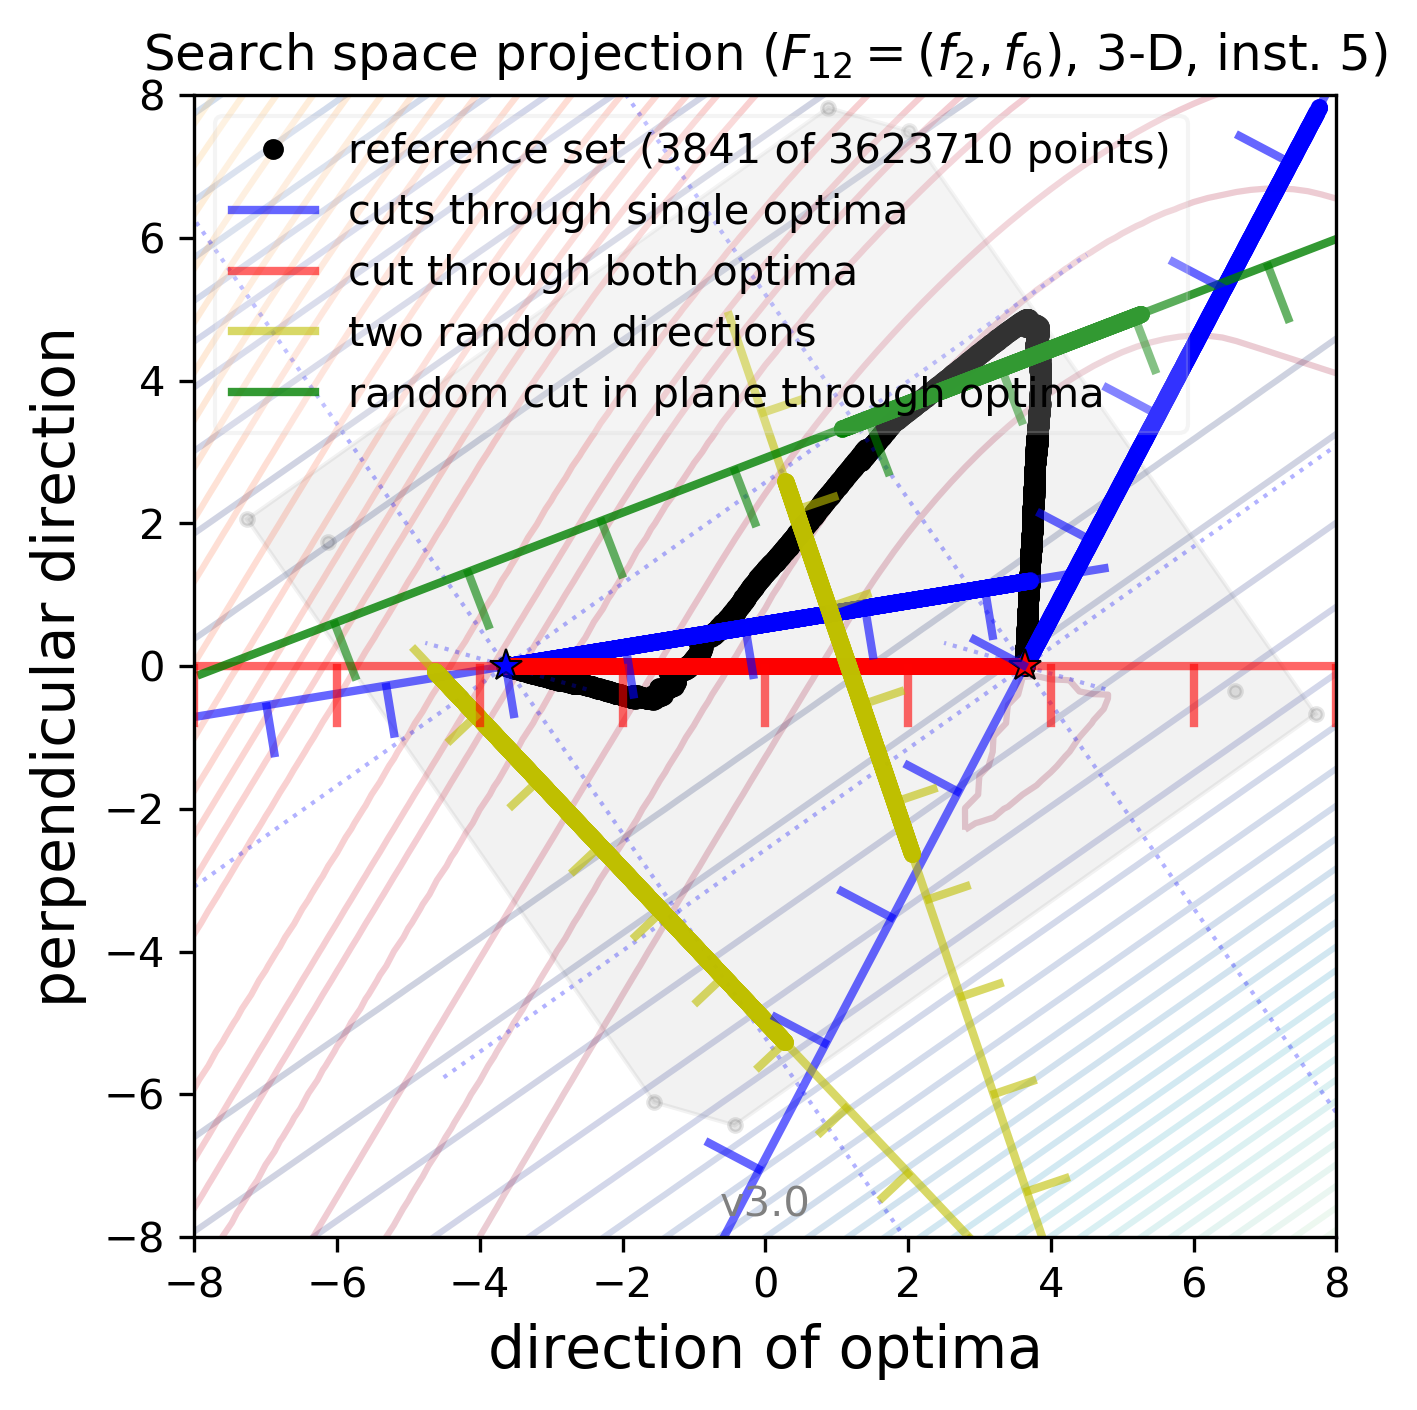 Search space projection (F₁₂ = (f₂, f₆), 3-D, inst. 5)
reference set (3841 of 3623710 points)
cuts through single optima
cut through both optima
two random directions
random cut in plane through optima
8
6
4
2
0
−2
−4
−6
−8
perpendicular direction
v3.0
−8 −6 −4 −2 0 2 4 6 8
direction of optima